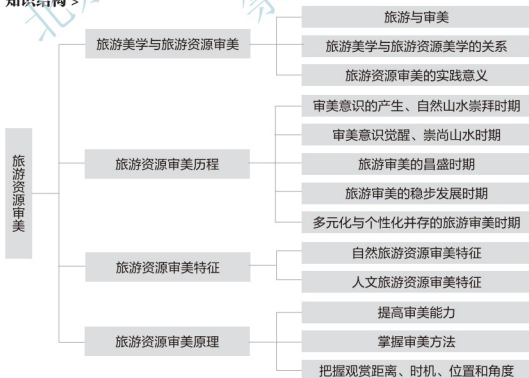 知识结构 >
旅游资源审美
旅游美学与旅游资源审美
旅游与审美
旅游美学与旅游资源美学的关系
旅游资源审美的实践意义
旅游资源审美历程
审美意识的产生、自然山水崇拜时期
审美意识觉醒、崇尚山水时期
旅游审美的昌盛时期
旅游审美的稳步发展时期
多元化与个性化并存的旅游审美时期
旅游资源审美特征
自然旅游资源审美特征
人文旅游资源审美特征
旅游资源审美原理
提高审美能力
掌握审美方法
把握观赏距离、时机、位置和角度